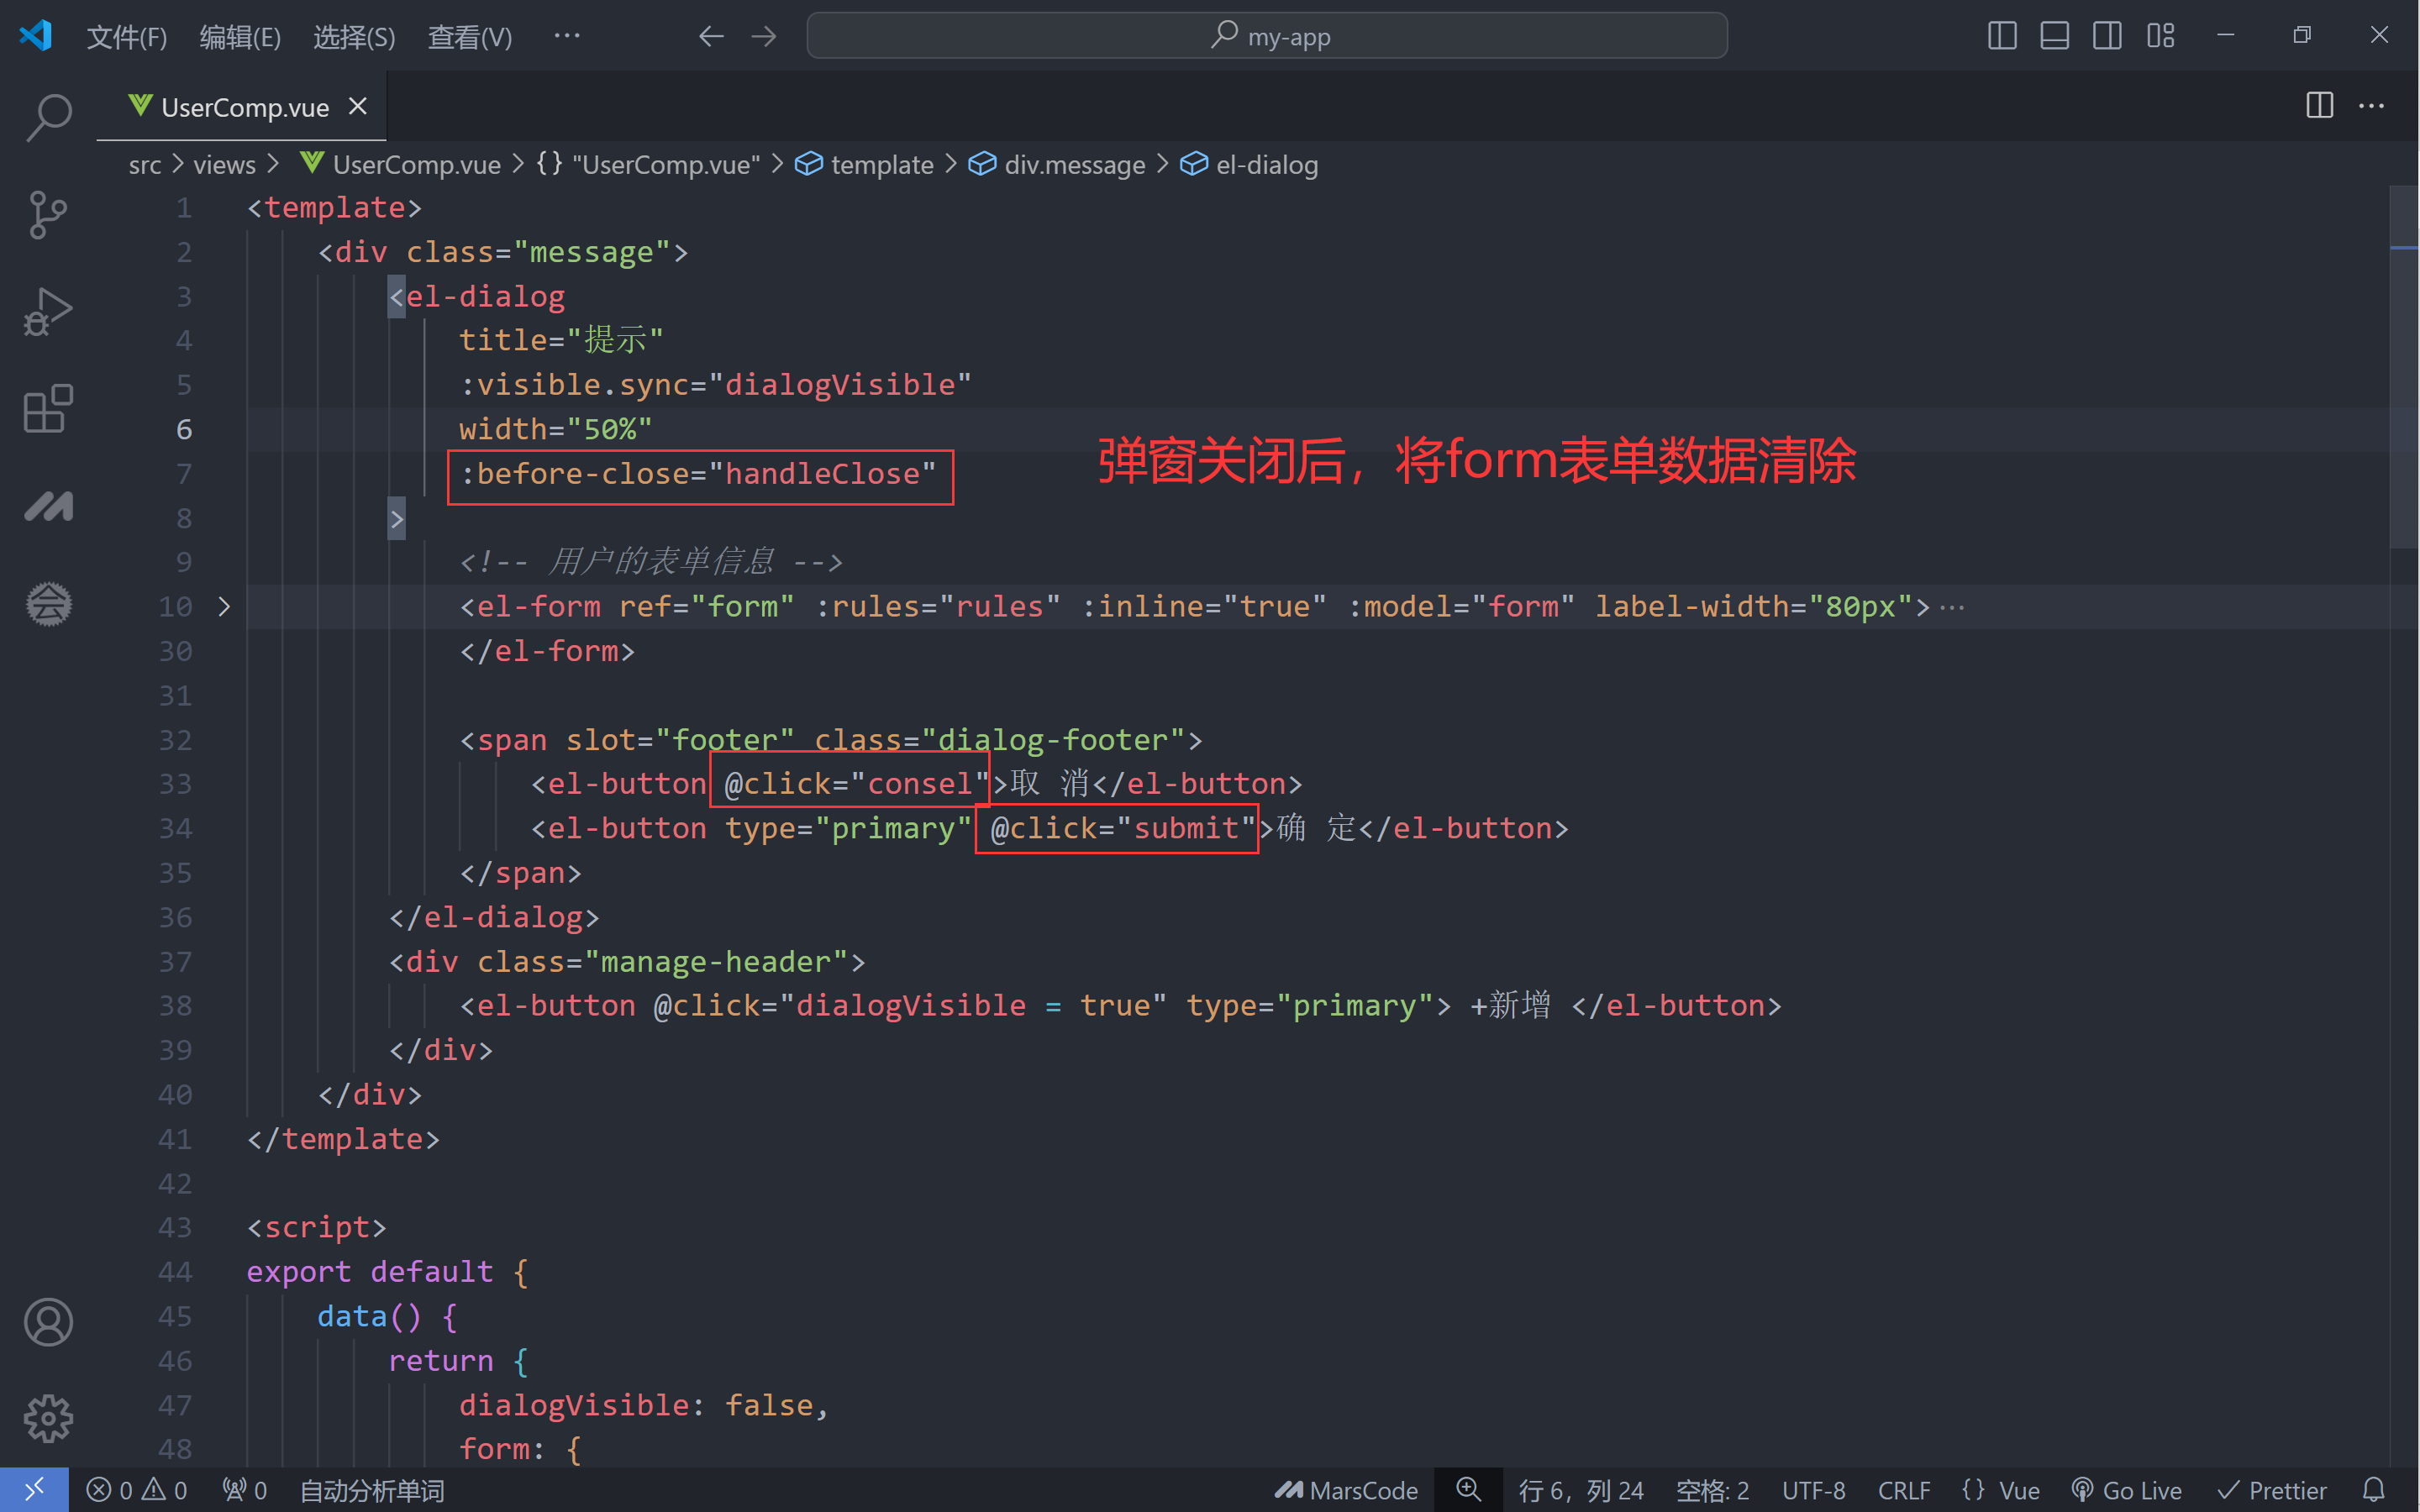 文件(F) 编辑(E) 选择(S) 查看(V) ··· my-app
UserComp.vue
src > views > UserComp.vue > {} "UserComp.vue" > template > div.message > el-dialog
1 <template>
2 <div class="message">
3 <el-dialog
4 title="提示"
5 :visible.sync="dialogVisible"
6 width="50%"
弹窗关闭后，将form表单数据清除
7 :before-close="handleClose"
8 >
9 <!-- 用户的表单信息 -->
10 <el-form ref="form" :rules="rules" :inline="true" :model="form" label-width="80px">···
30 </el-form>
31
32 <span slot="footer" class="dialog-footer">
33 <el-button @click="consel">取 消</el-button>
34 <el-button type="primary" @click="submit">确 定</el-button>
35 </span>
36 </el-dialog>
37 <div class="manage-header">
38 <el-button @click="dialogVisible = true" type="primary"> +新增 </el-button>
39 </div>
40 </div>
41 </template>
42
43 <script>
44 export default {
45 data() {
46 return {
47 dialogVisible: false,
48 form: {
会
0 0 0 自动分析单词 MarsCode 行 6，列 24 空格: 2 UTF-8 CRLF {} Vue Go Live Prettier